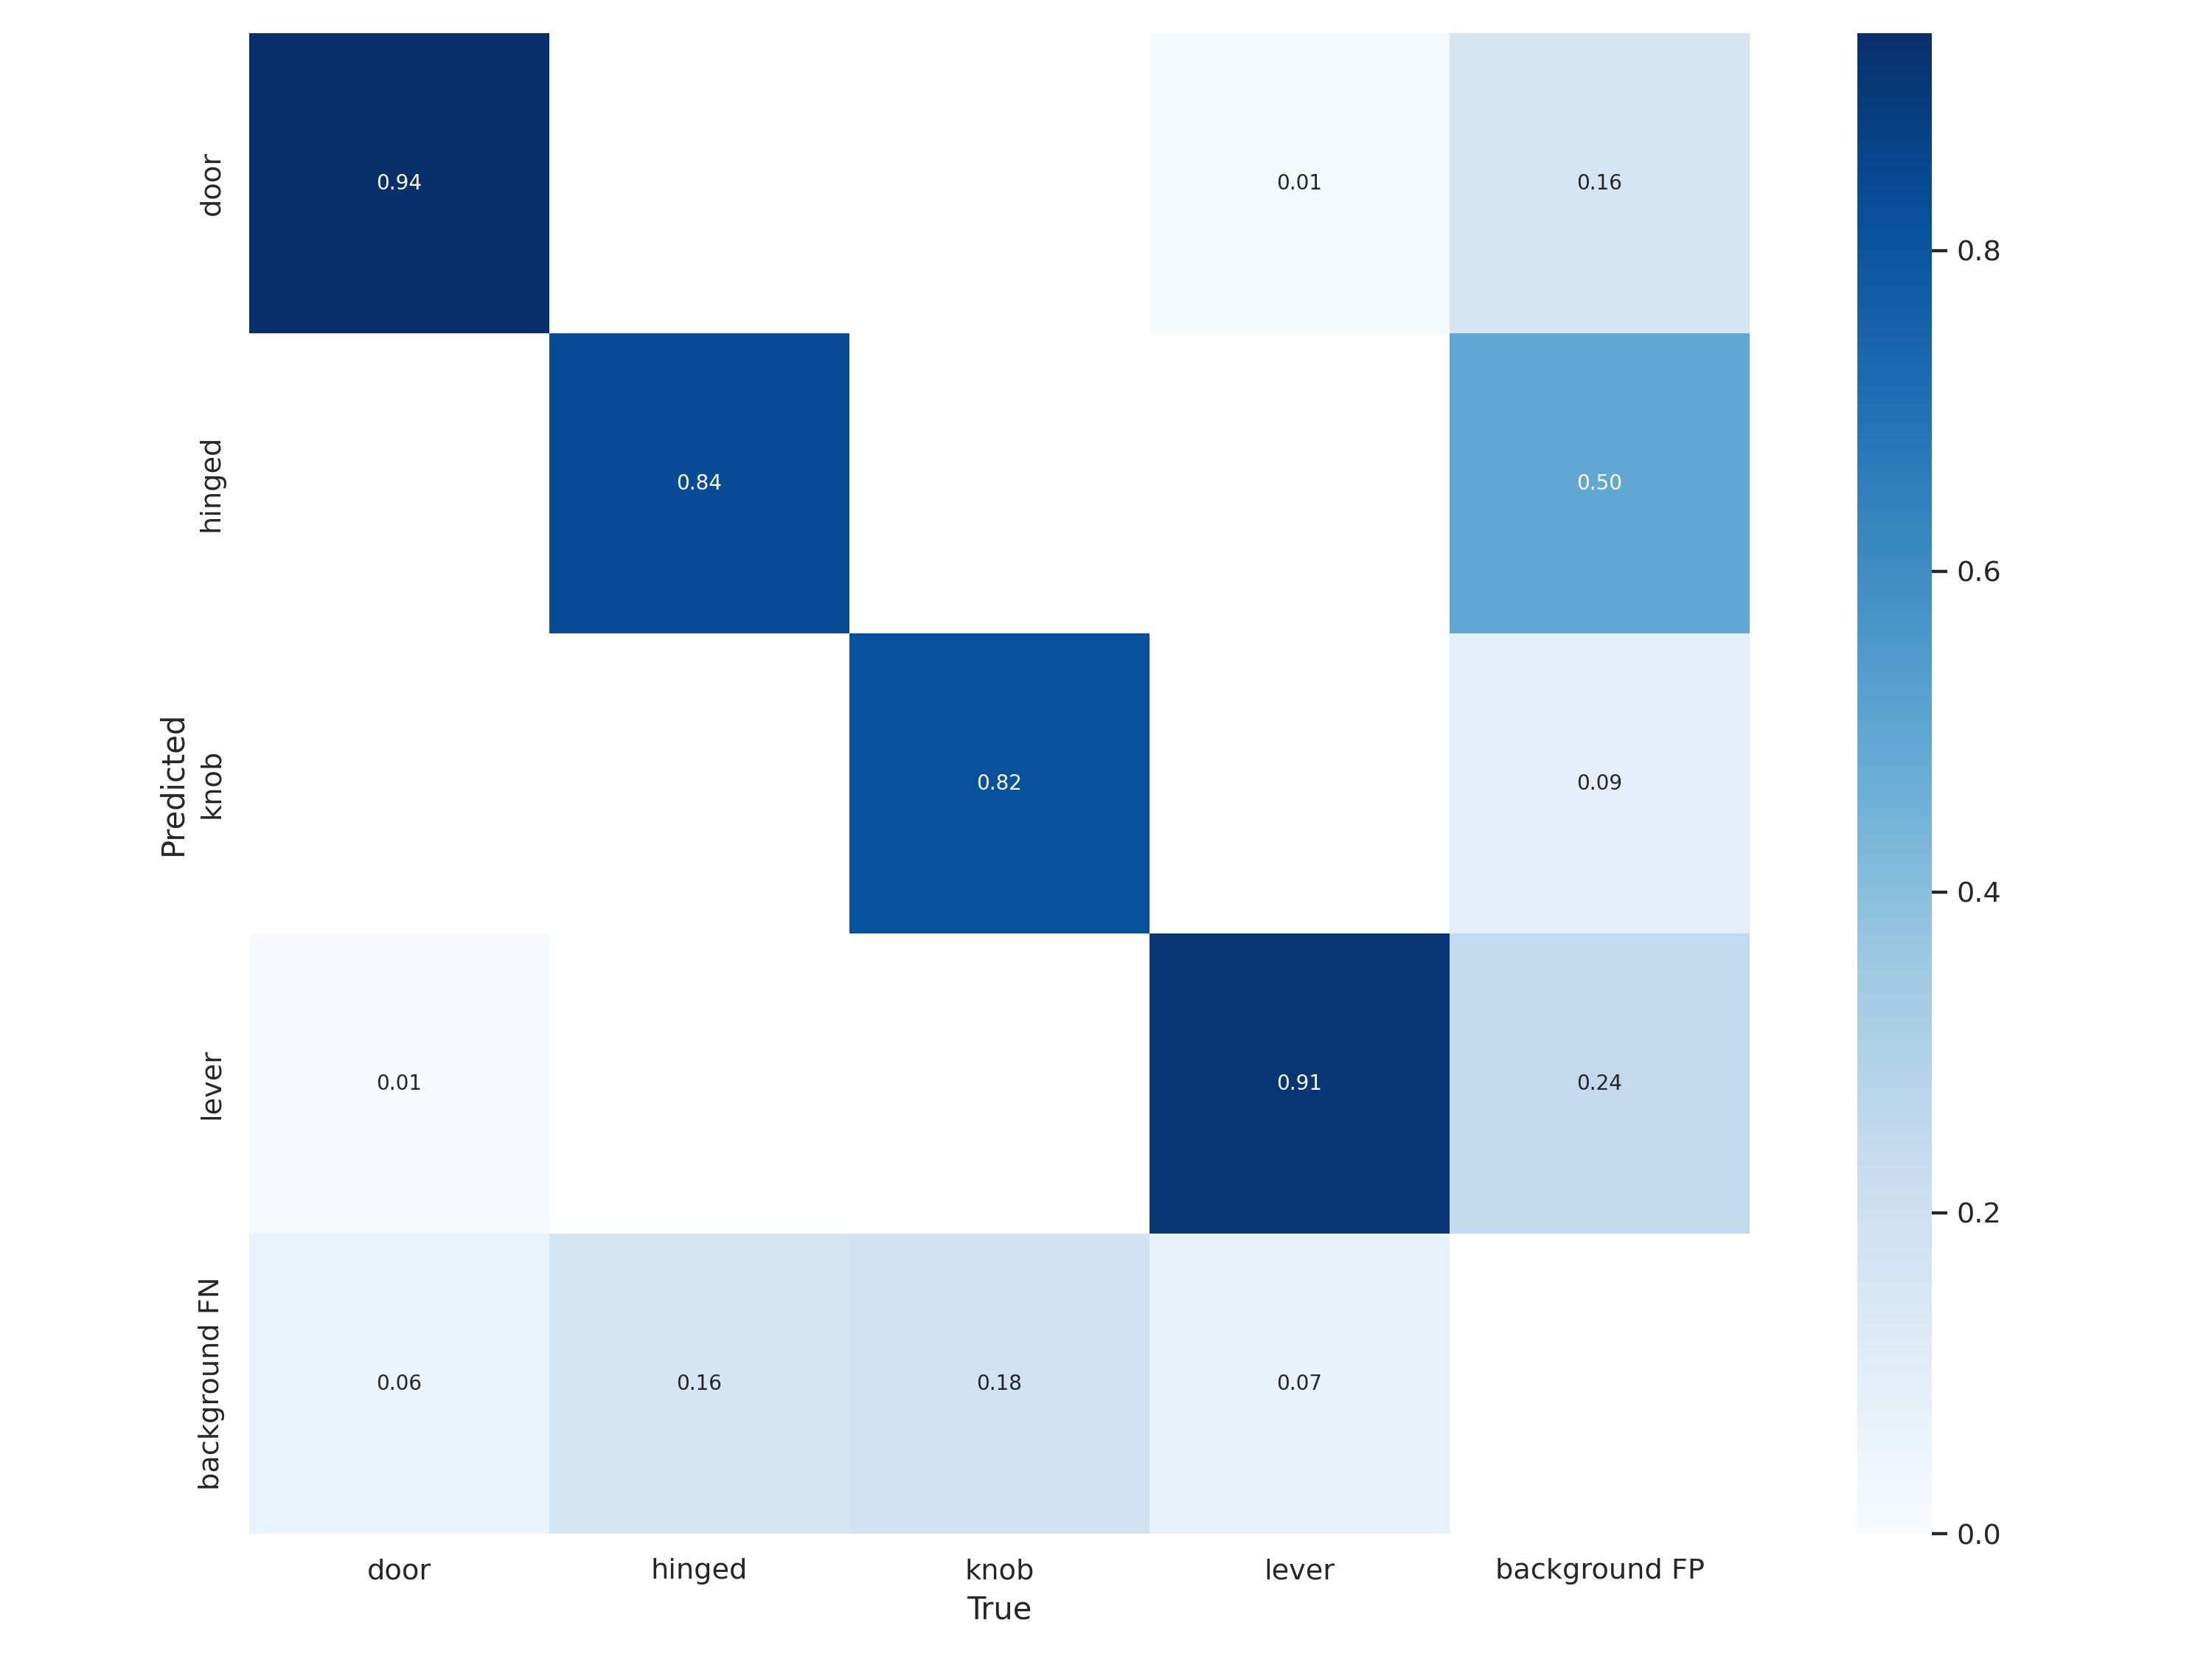 door 0.94 0.01 0.16
hinged 0.84 0.50
Predicted
knob 0.82 0.09
lever 0.01 0.91 0.24
background FN 0.06 0.16 0.18 0.07
door hinged knob lever background FP
True
0.8
0.6
0.4
0.2
0.0